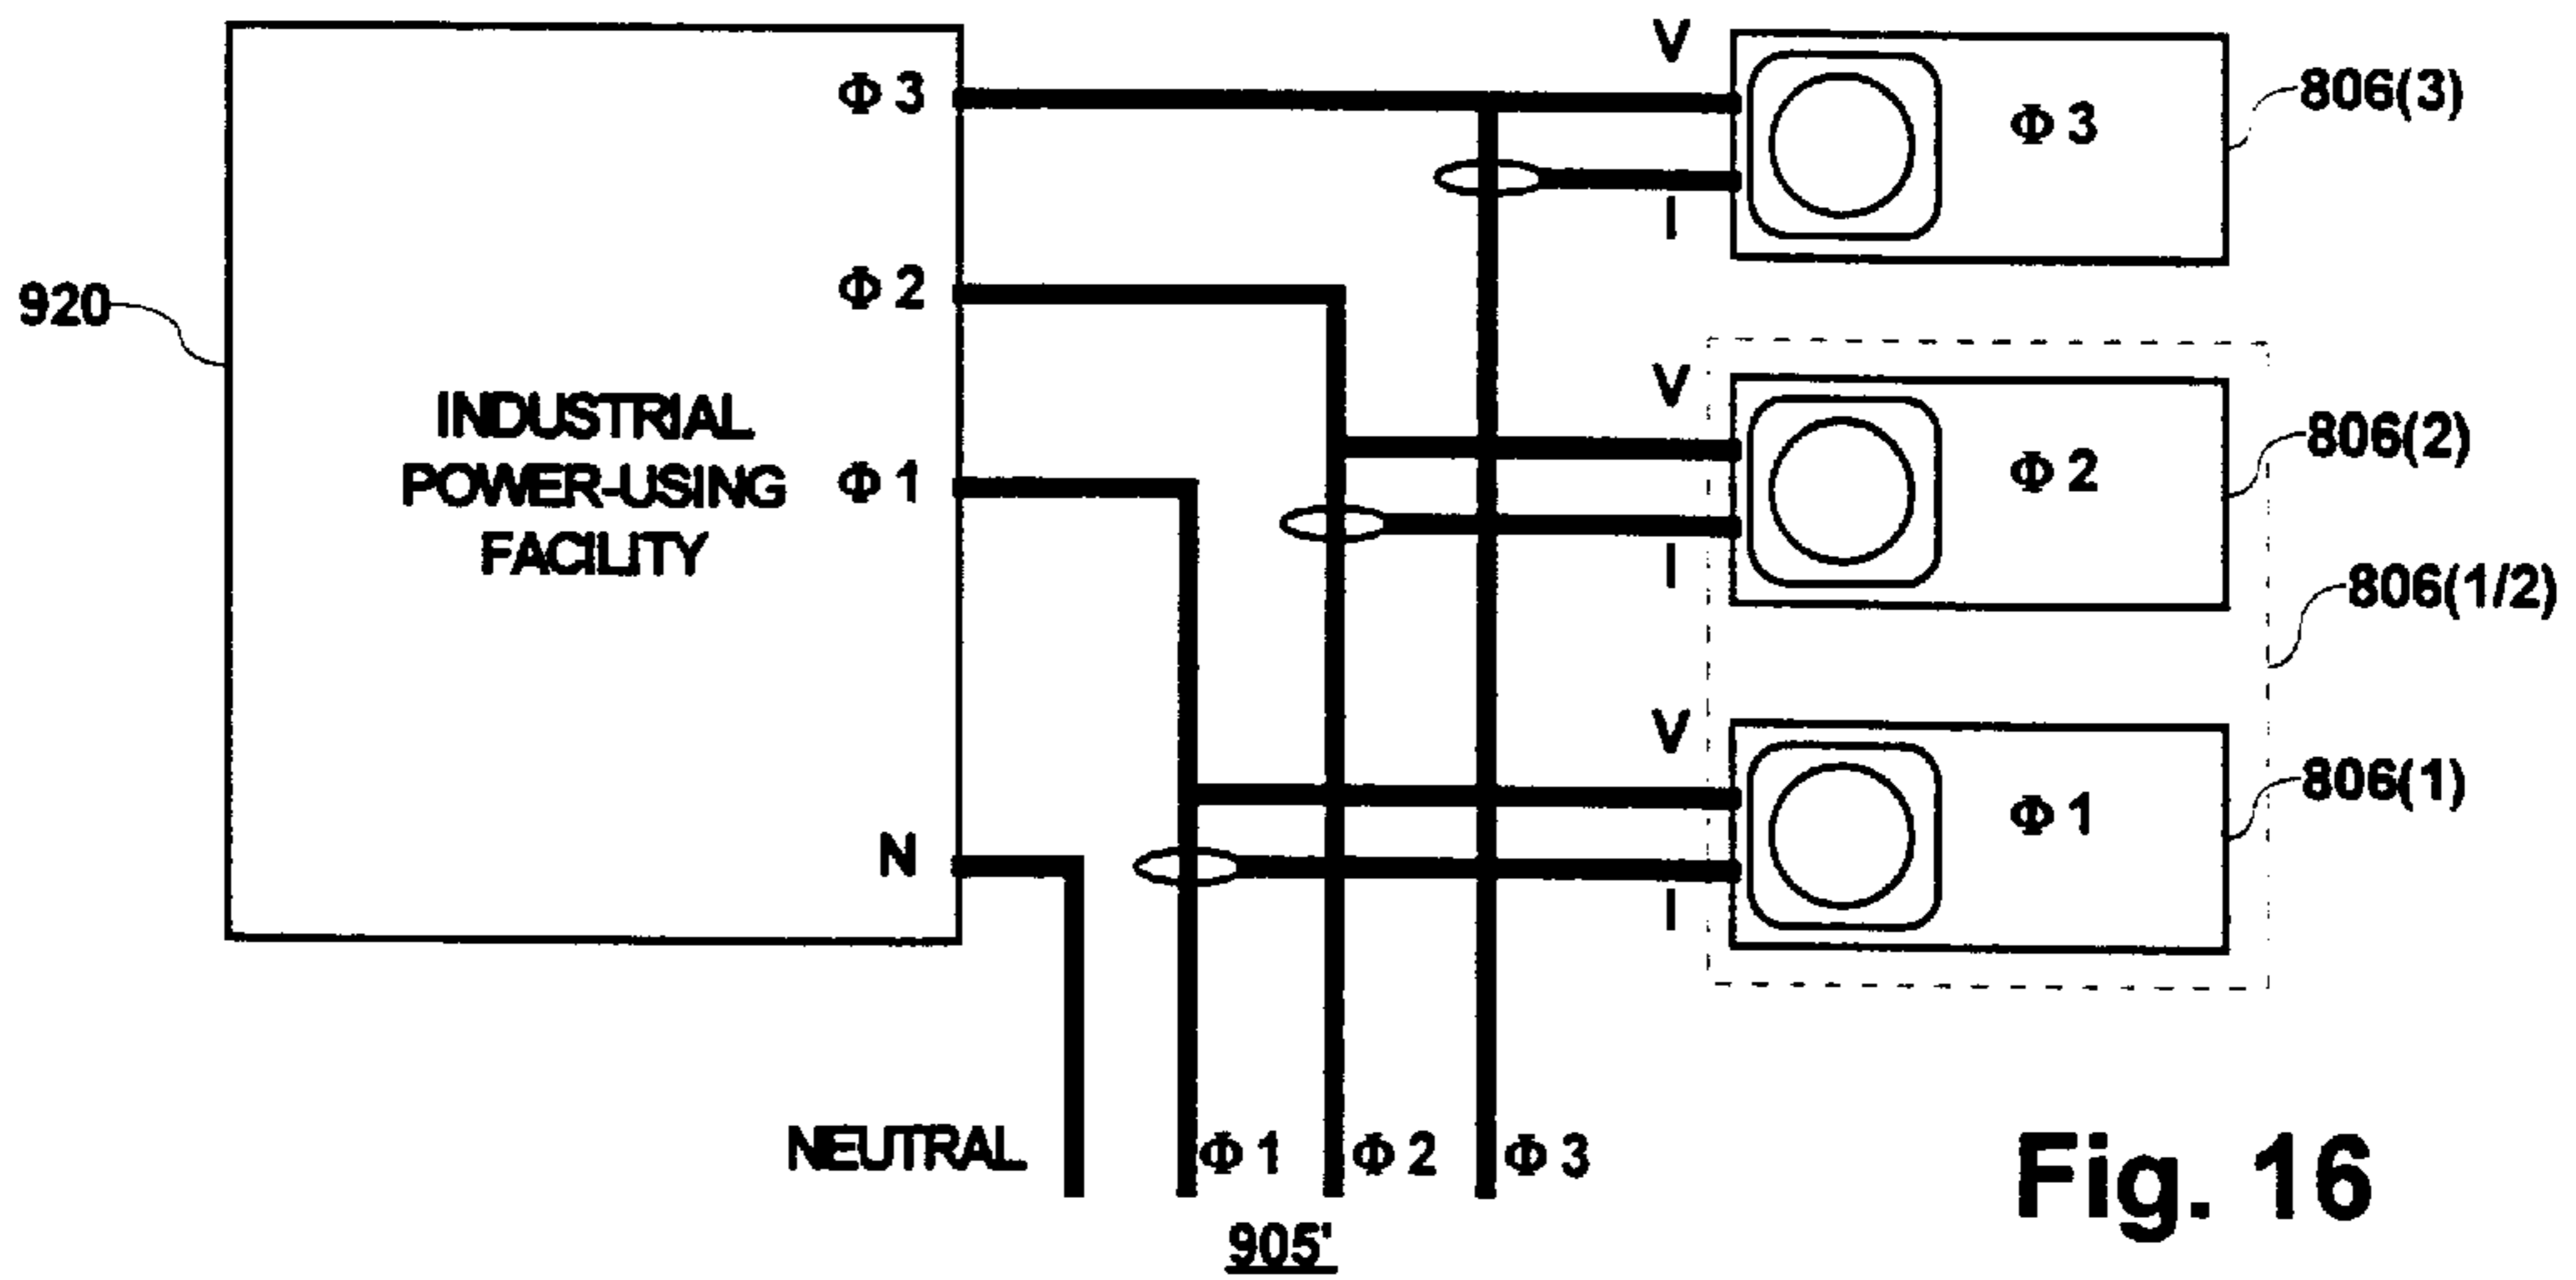 V
Φ 3
Φ 3
806(3)
I
Φ 2
920
V
Φ 2
806(2)
INDUSTRIAL
POWER-USING
FACILITY
Φ 1
I
806(1/2)
V
Φ 1
806(1)
N
I
NEUTRAL
Φ 1
Φ 2
Φ 3
905'
Fig. 16